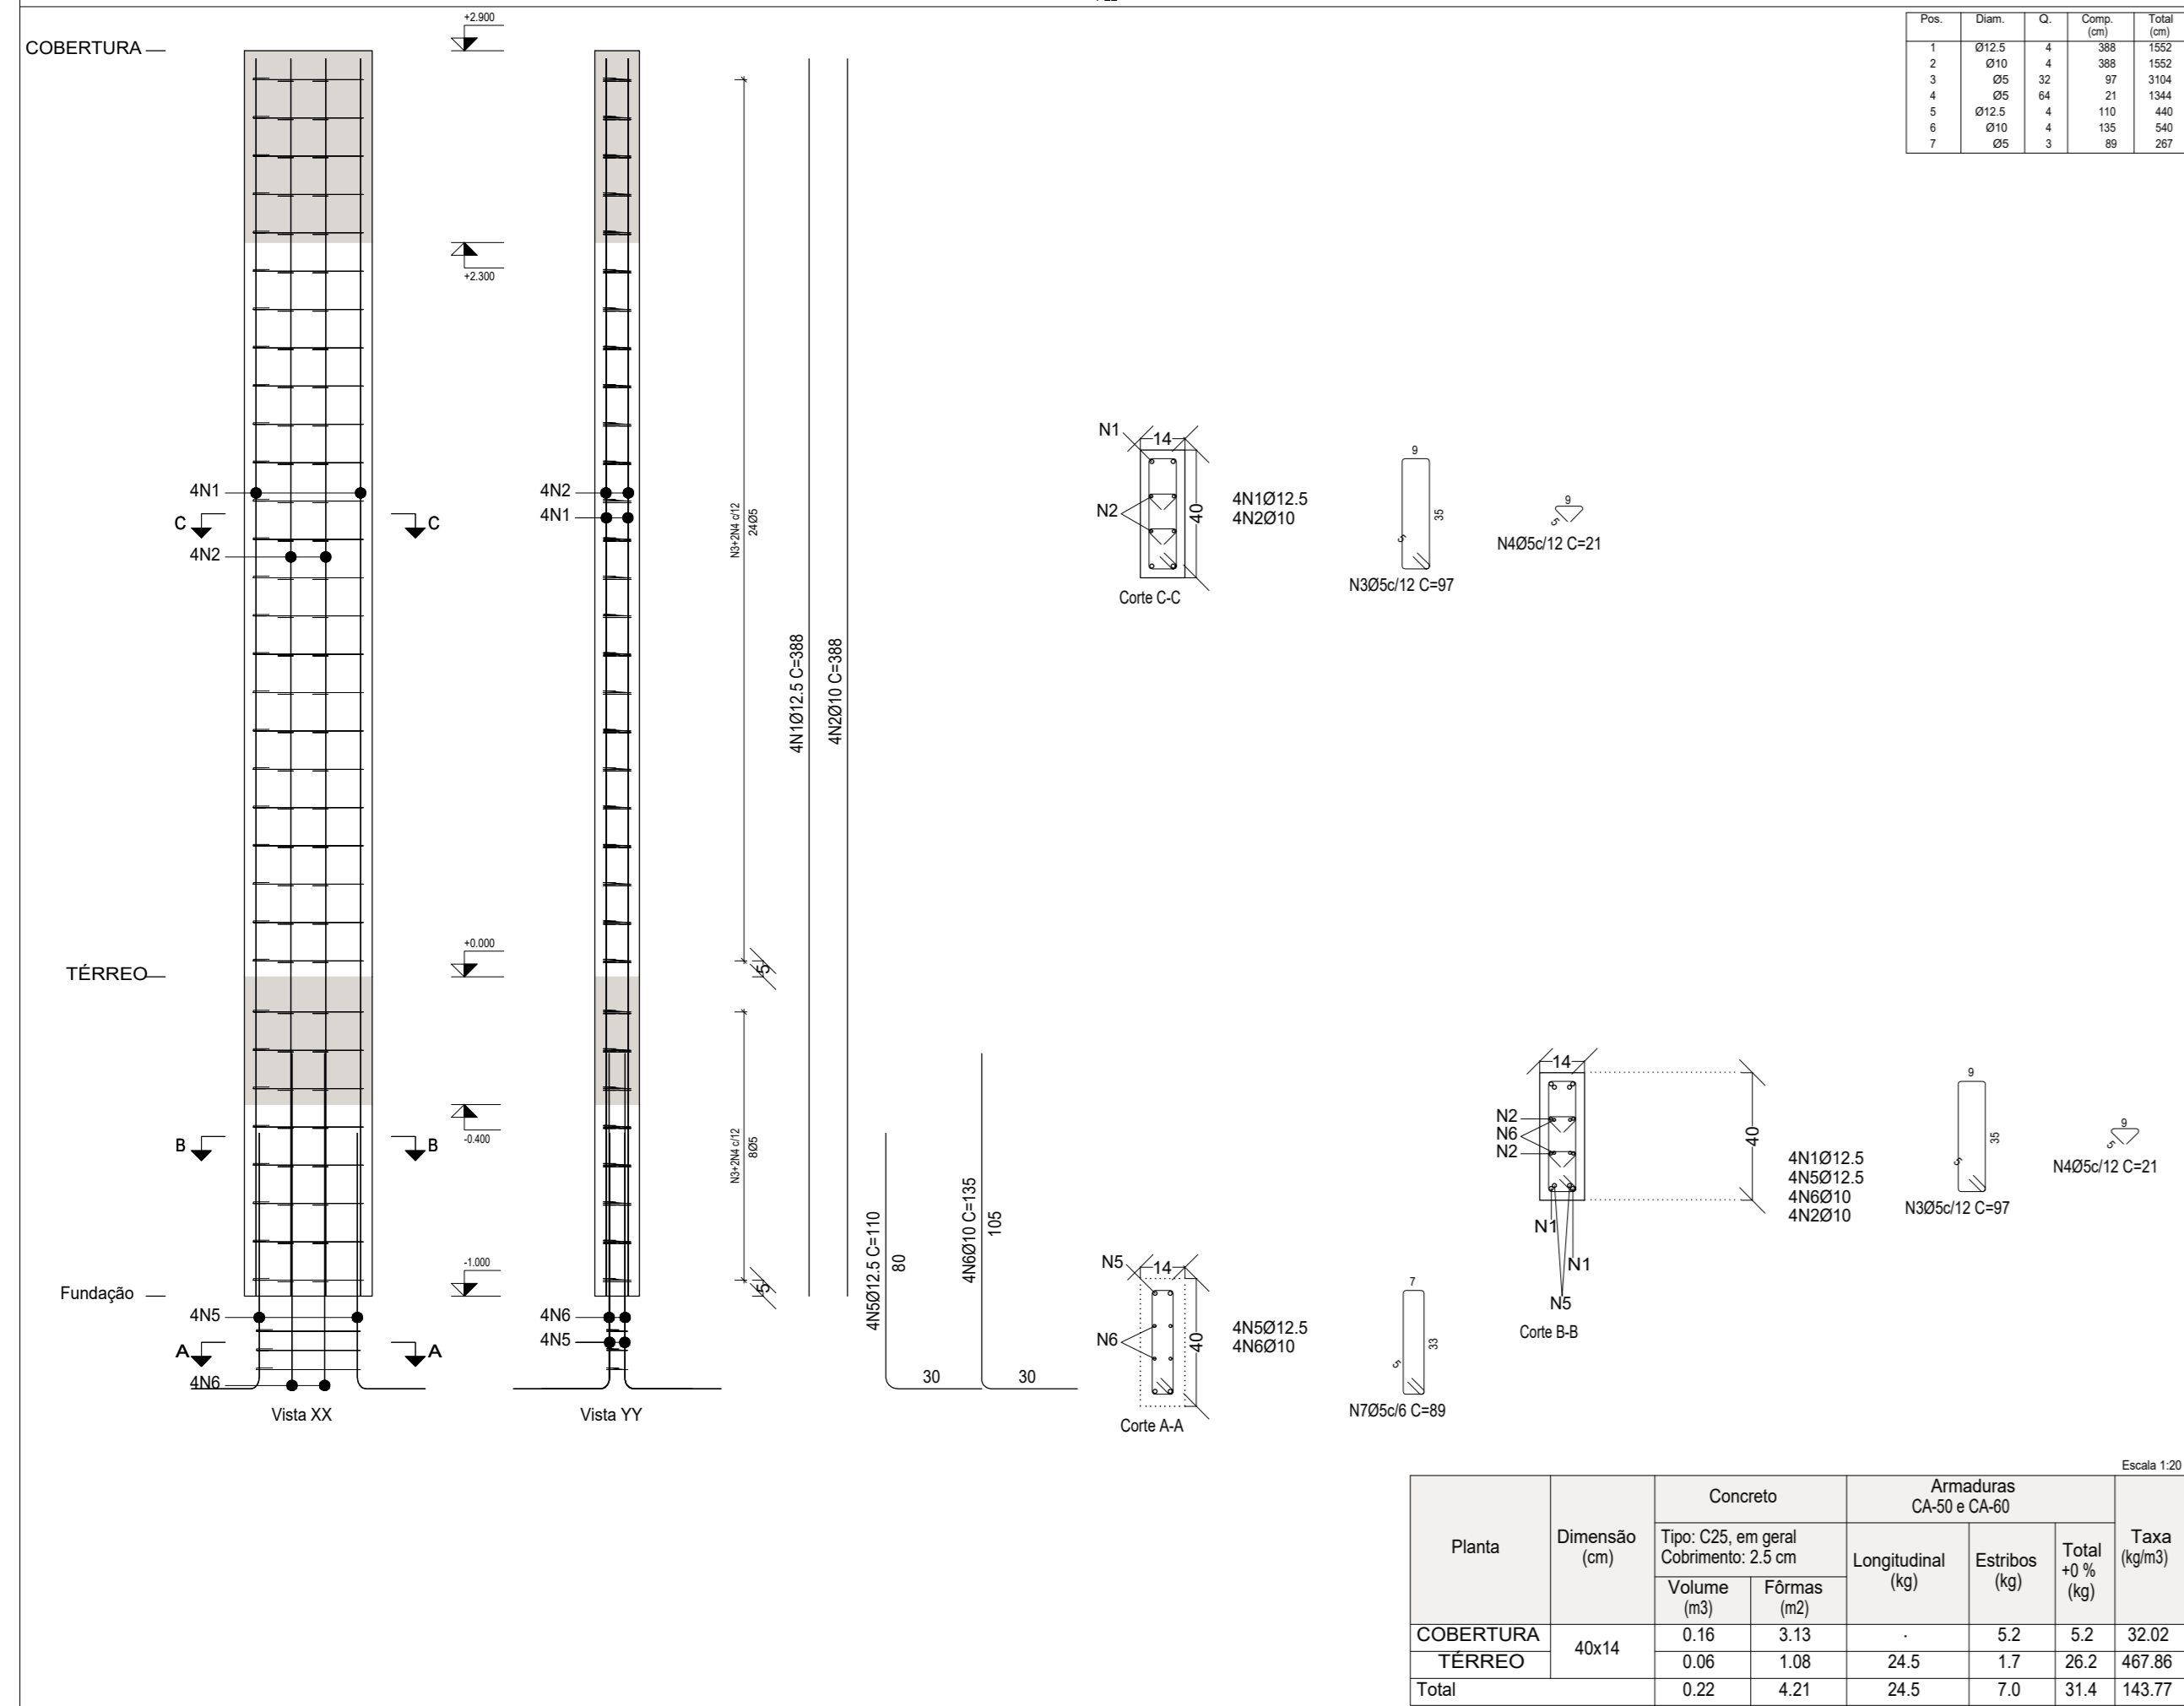 +2.900
COBERTURA
+2.300
4N1
C
C
4N2
4N2
4N1
N3+2N4 c/12
24Ø5
4N1Ø12.5 C=388
4N2Ø10 C=388
+0.000
TÉRREO
5
-0.400
B
B
N3+2N4 c/12
8Ø5
-1.000
Fundação
5
4N5
4N6
4N5
A
A
4N6
Vista XX
Vista YY
4N5Ø12.5 C=110
80
30
4N6Ø10 C=135
105
30
Pos. Diam. Q. Comp. (cm) Total (cm)
1 Ø12.5 4 388 1552
2 Ø10 4 388 1552
3 Ø5 32 97 3104
4 Ø5 64 21 1344
5 Ø12.5 4 110 440
6 Ø10 4 135 540
7 Ø5 3 89 267
N1
14
N2
40
4N1Ø12.5
4N2Ø10
Corte C-C
9
35
5
N3Ø5c/12 C=97
9
5
N4Ø5c/12 C=21
14
N2
N6
N2
40
N1
N1
N5
4N1Ø12.5
4N5Ø12.5
4N6Ø10
4N2Ø10
Corte B-B
9
35
5
N3Ø5c/12 C=97
9
5
N4Ø5c/12 C=21
N5
14
N6
40
4N5Ø12.5
4N6Ø10
Corte A-A
7
33
5
N7Ø5c/6 C=89
Escala 1:20
Planta
Dimensão
(cm)
Concreto
Tipo: C25, em geral
Cobrimento: 2.5 cm
Volume
(m3)
Fôrmas
(m2)
Armaduras
CA-50 e CA-60
Longitudinal
(kg)
Estribos
(kg)
Total
+0 %
(kg)
Taxa
(kg/m3)
COBERTURA 40x14 0.16 3.13 - 5.2 5.2 32.02
TÉRREO 0.06 1.08 24.5 1.7 26.2 467.86
Total 0.22 4.21 24.5 7.0 31.4 143.77